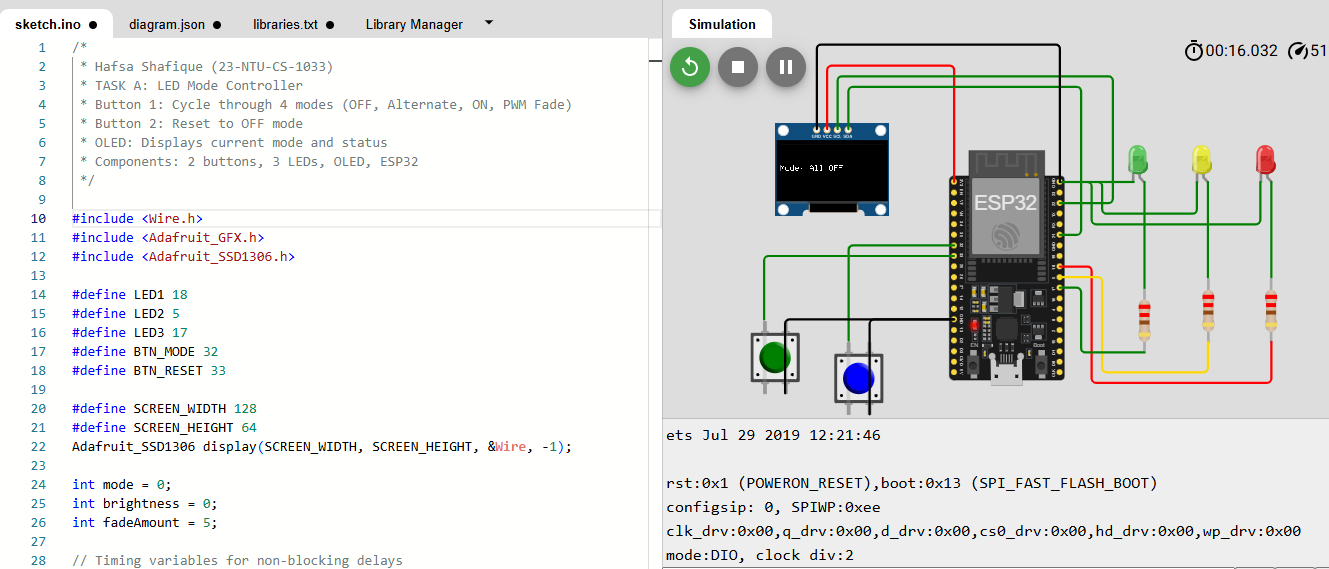 sketch.ino ● diagram.json ● libraries.txt ● Library Manager
1 /*
2 * Hafsa Shafique (23-NTU-CS-1033)
3 * TASK A: LED Mode Controller
4 * Button 1: Cycle through 4 modes (OFF, Alternate, ON, PWM Fade)
5 * Button 2: Reset to OFF mode
6 * OLED: Displays current mode and status
7 * Components: 2 buttons, 3 LEDs, OLED, ESP32
8 */
9
10 #include <Wire.h>
11 #include <Adafruit_GFX.h>
12 #include <Adafruit_SSD1306.h>
13
14 #define LED1 18
15 #define LED2 5
16 #define LED3 17
17 #define BTN_MODE 32
18 #define BTN_RESET 33
19
20 #define SCREEN_WIDTH 128
21 #define SCREEN_HEIGHT 64
22 Adafruit_SSD1306 display(SCREEN_WIDTH, SCREEN_HEIGHT, &Wire, -1);
23
24 int mode = 0;
25 int brightness = 0;
26 int fadeAmount = 5;
27
28 // Timing variables for non-blocking delays
Simulation
00:16.032 51
GND VCC SCL SDA
Mode: All OFF
ESP32
EN Boot
ets Jul 29 2019 12:21:46
rst:0x1 (POWERON_RESET),boot:0x13 (SPI_FAST_FLASH_BOOT)
configsip: 0, SPIWP:0xee
clk_drv:0x00,q_drv:0x00,d_drv:0x00,cs0_drv:0x00,hd_drv:0x00,wp_drv:0x00
mode:DIO, clock div:2